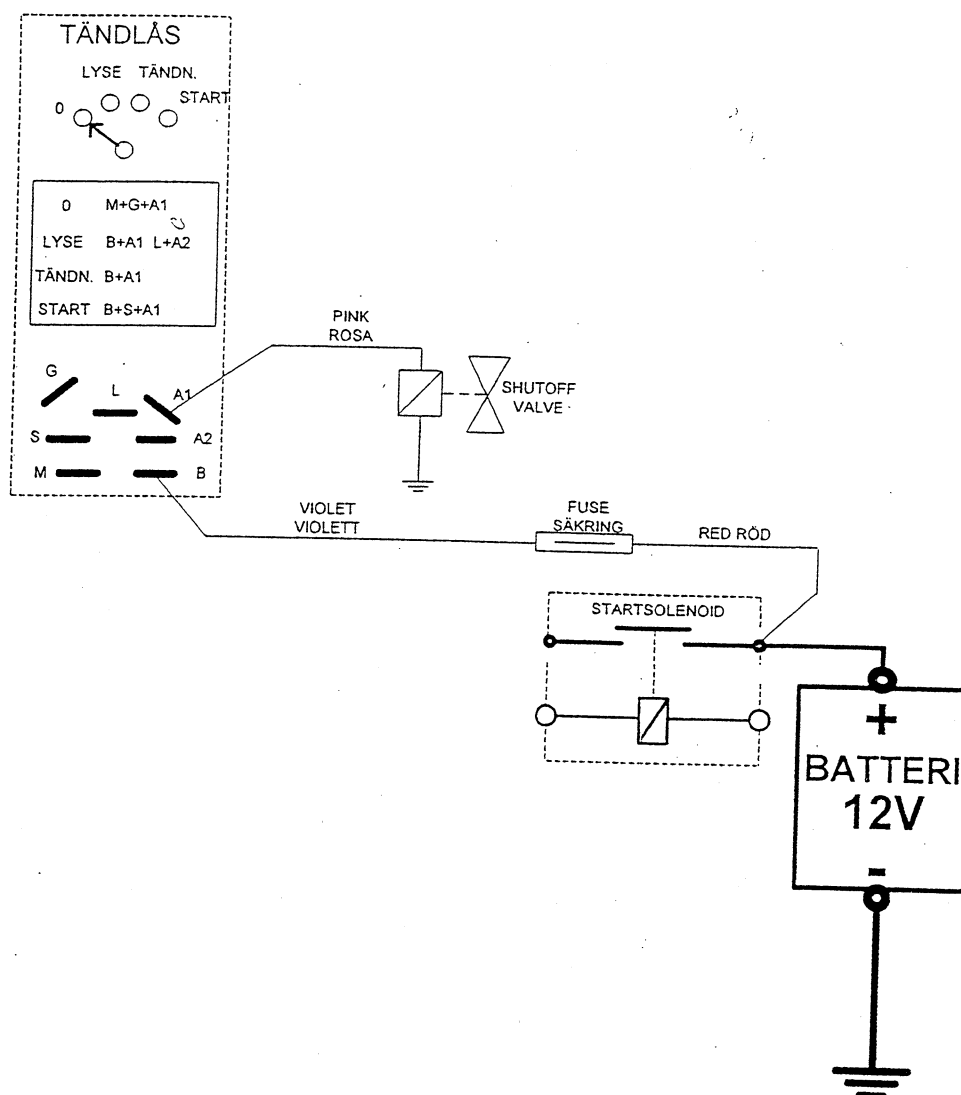 TÄNDLÅS
LYSE TÄNDN.
0 START
0 M+G+A1
LYSE B+A1 L+A2
TÄNDN. B+A1
START B+S+A1
G
L
A1
S
A2
M
B
PINK
ROSA
SHUTOFF
VALVE
VIOLET
VIOLETT
FUSE
SÄKRING
RED RÖD
STARTSOLENOID
+
BATTERI
12V
-